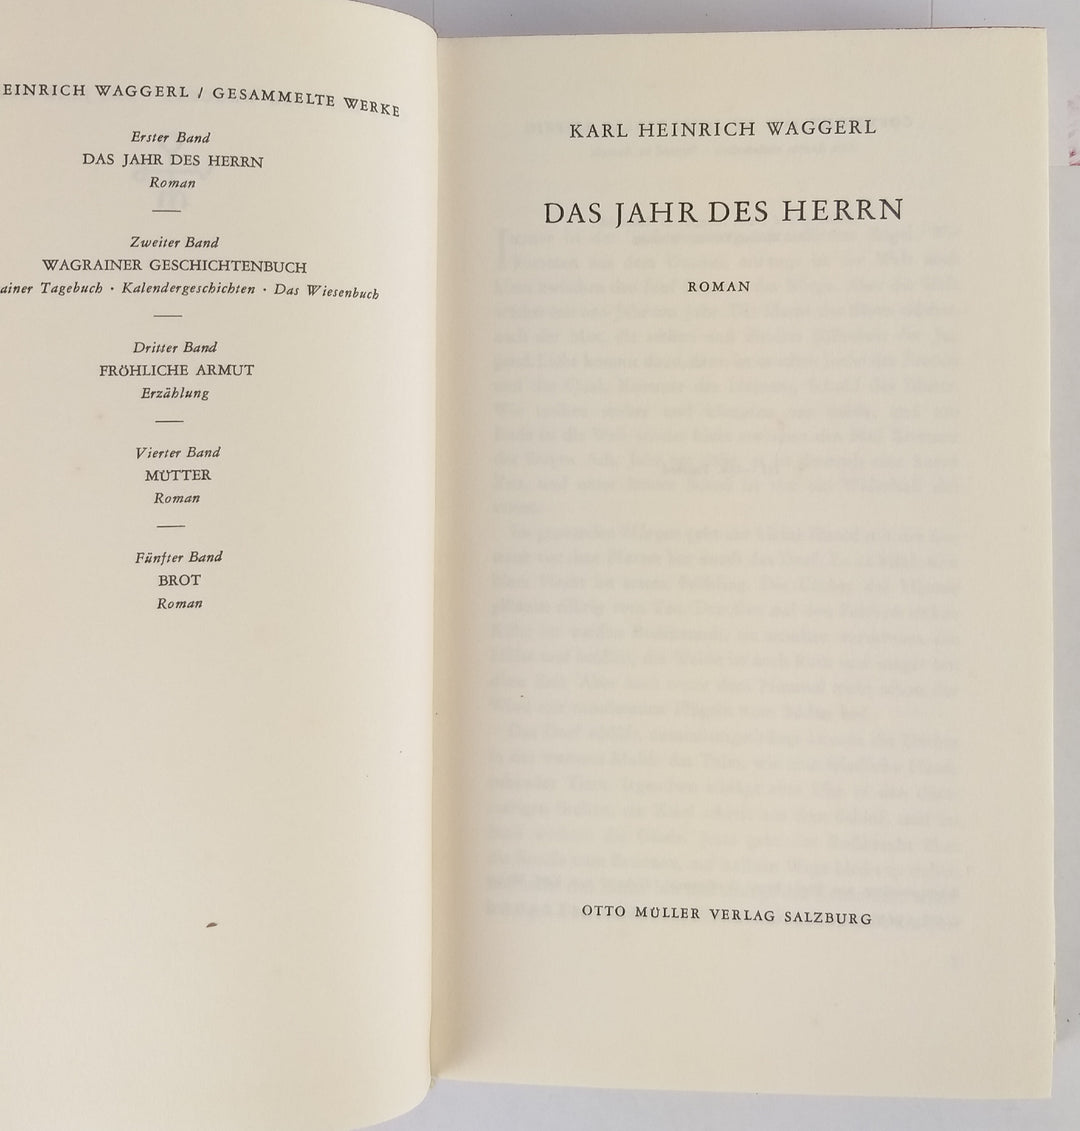 EINRICH WAGGERL / GESAMMELTE WERKE
Erster Band
DAS JAHR DES HERRN
Roman
Zweiter Band
WAGRAINER GESCHICHTENBUCH
ainer Tagebuch · Kalendergeschichten · Das Wiesenbuch
Dritter Band
FRÖHLICHE ARMUT
Erzählung
Vierter Band
MÜTTER
Roman
Fünfter Band
BROT
Roman
KARL HEINRICH WAGGERL
DAS JAHR DES HERRN
ROMAN
OTTO MÜLLER VERLAG SALZBURG